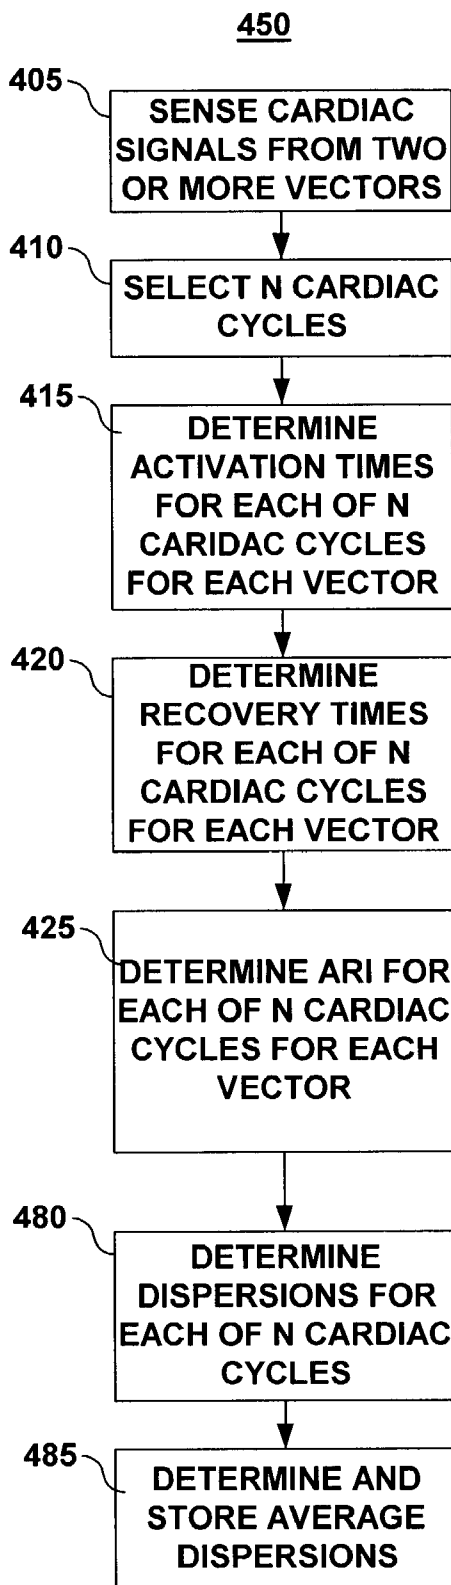 450
405
SENSE CARDIAC
SIGNALS FROM TWO
OR MORE VECTORS
410
SELECT N CARDIAC
CYCLES
415
DETERMINE
ACTIVATION TIMES
FOR EACH OF N
CARIDAC CYCLES
FOR EACH VECTOR
420
DETERMINE
RECOVERY TIMES
FOR EACH OF N
CARDIAC CYCLES
FOR EACH VECTOR
425
DETERMINE ARI FOR
EACH OF N CARDIAC
CYCLES FOR EACH
VECTOR
480
DETERMINE
DISPERSIONS FOR
EACH OF N CARDIAC
CYCLES
485
DETERMINE AND
STORE AVERAGE
DISPERSIONS